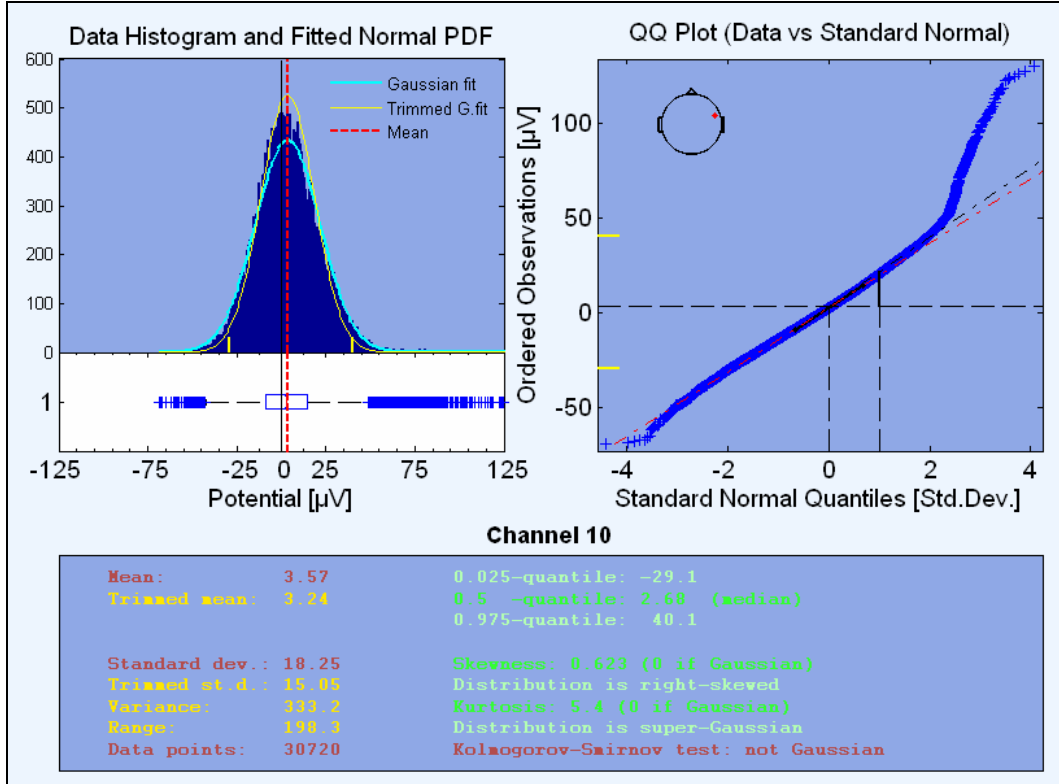 Data Histogram and Fitted Normal PDF
600
500
400
300
200
100
0
Gaussian fit
Trimmed G.fit
Mean
1
-125 -75 -25 0 25 75 125
Potential [µV]
QQ Plot (Data vs Standard Normal)
Ordered Observations [µV]
100
50
0
-50
-4 -2 0 2 4
Standard Normal Quantiles [Std.Dev.]
Channel 10
Mean: 3.57
Trimmed mean: 3.24
Standard dev.: 18.25
Trimmed st.d.: 15.05
Variance: 333.2
Range: 198.3
Data points: 30720
0.025-quantile: -29.1
0.5 -quantile: 2.68 (median)
0.975-quantile: 40.1
Skewness: 0.623 (0 if Gaussian)
Distribution is right-skewed
Kurtosis: 5.4 (0 if Gaussian)
Distribution is super-Gaussian
Kolmogorov-Smirnov test: not Gaussian